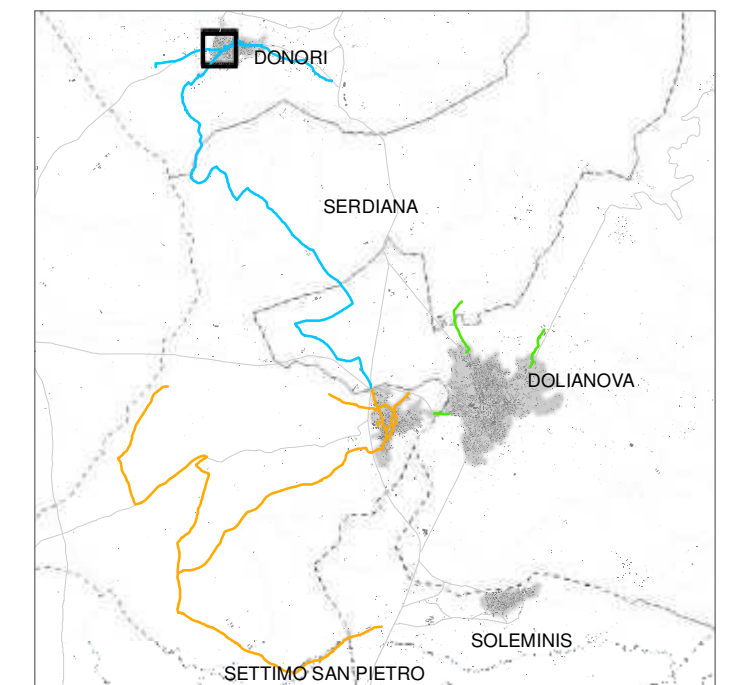 DONORI
SERDIANA
DOLIANOVA
SOLEMINIS
SETTIMO SAN PIETRO